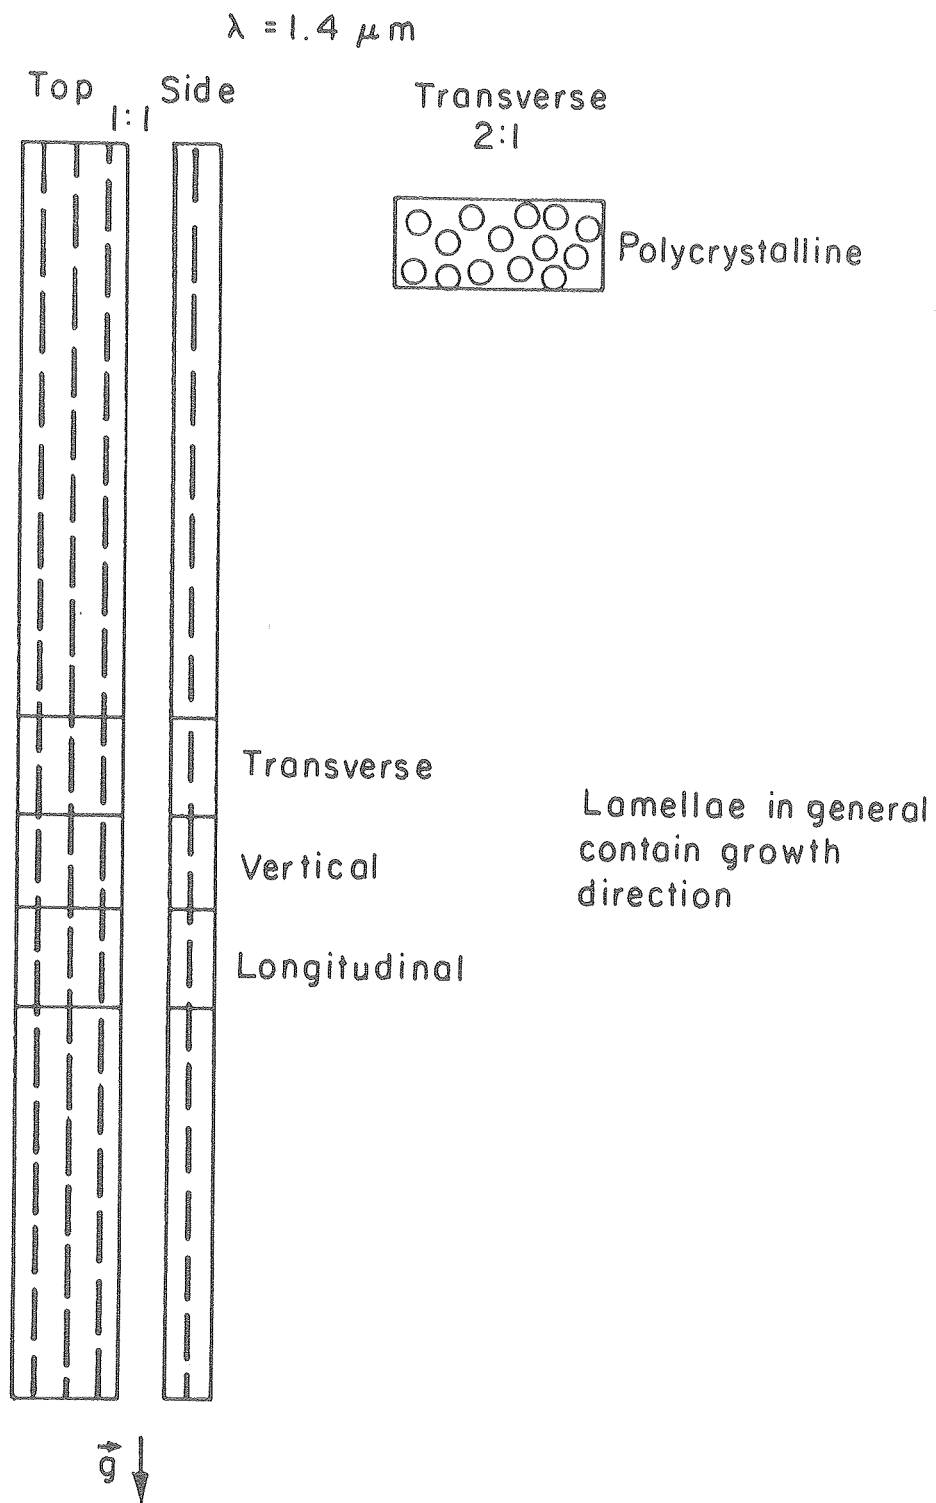 λ = 1.4 μm
Top Side
1:1
Transverse
2:1
Polycrystalline
Transverse
Vertical
Longitudinal
Lamellae in general
contain growth
direction
g